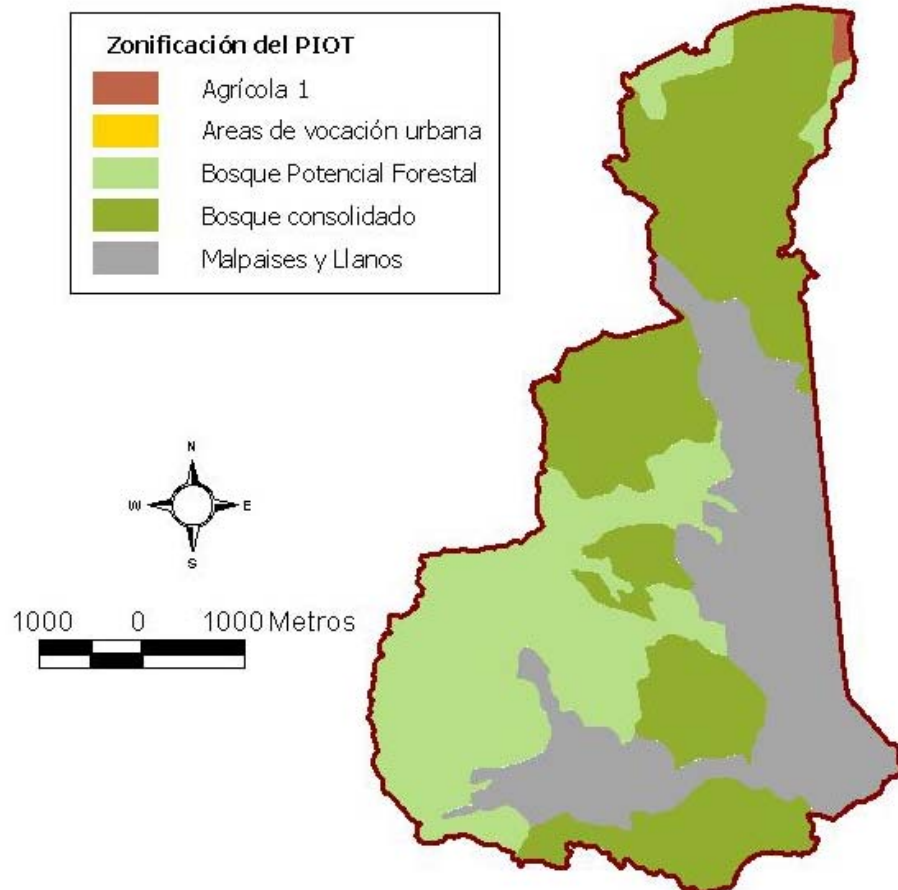 Zonificación del PIOT
Agrícola 1
Areas de vocación urbana
Bosque Potencial Forestal
Bosque consolidado
Malpaises y Llanos
N
W E
S
1000 0 1000 Metros